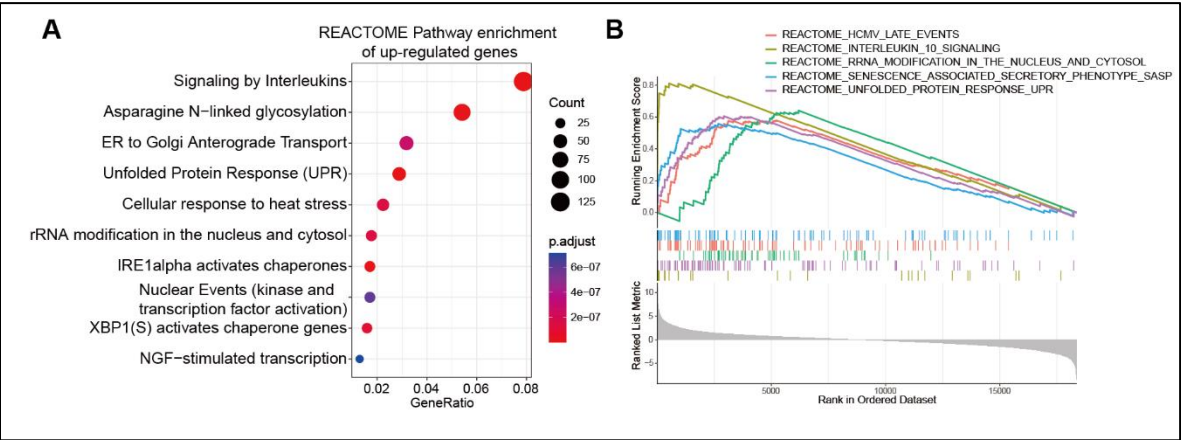 A
REACTOME Pathway enrichment
of up-regulated genes
Signaling by Interleukins
Asparagine N-linked glycosylation
ER to Golgi Anterograde Transport
Unfolded Protein Response (UPR)
Cellular response to heat stress
rRNA modification in the nucleus and cytosol
IRE1alpha activates chaperones
Nuclear Events (kinase and
transcription factor activation)
XBP1(S) activates chaperone genes
NGF-stimulated transcription
0.02 0.04 0.06 0.08
GeneRatio
Count
25
50
75
100
125
p.adjust
6e-07
4e-07
2e-07
B
REACTOME_HCMV_LATE_EVENTS
REACTOME_INTERLEUKIN_10_SIGNALING
REACTOME_RRNA_MODIFICATION_IN_THE_NUCLEUS_AND_CYTOSOL
REACTOME_SENESCENCE_ASSOCIATED_SECRETORY_PHENOTYPE_SASP
REACTOME_UNFOLDED_PROTEIN_RESPONSE_UPR
Running Enrichment Score
0.8
0.6
0.4
0.2
0.0
Ranked List Metric
10
5
0
-5
5000 10000 15000
Rank in Ordered Dataset